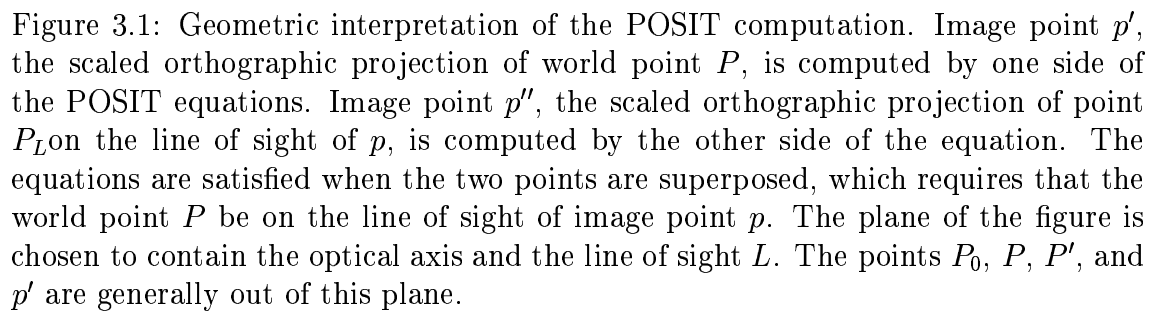 Figure 3.1: Geometric interpretation of the POSIT computation. Image point p′,
the scaled orthographic projection of world point P, is computed by one side of
the POSIT equations. Image point p′′, the scaled orthographic projection of point
P_Lon the line of sight of p, is computed by the other side of the equation. The
equations are satisfied when the two points are superposed, which requires that the
world point P be on the line of sight of image point p. The plane of the figure is
chosen to contain the optical axis and the line of sight L. The points P₀, P, P′, and
p′ are generally out of this plane.